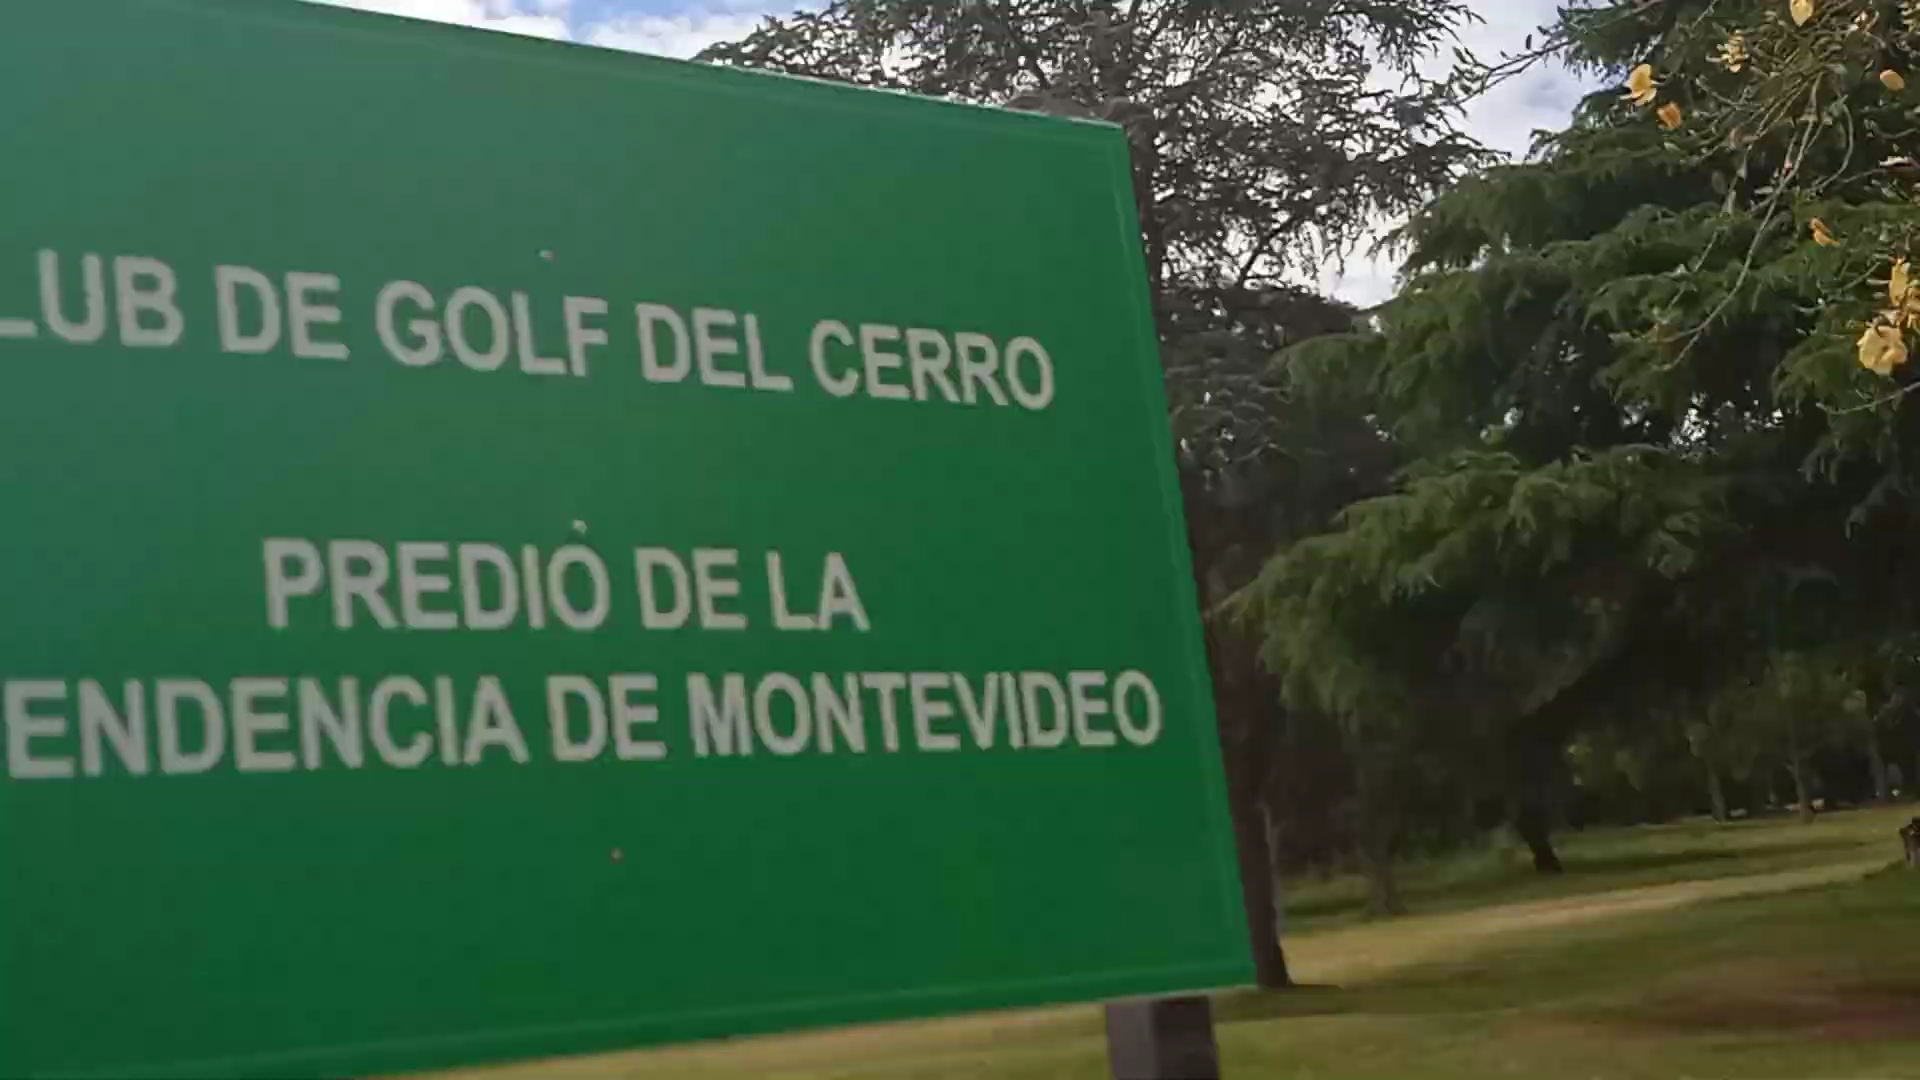 LUB DE GOLF DEL CERRO
PREDIO DE LA
ENDENCIA DE MONTEVIDEO